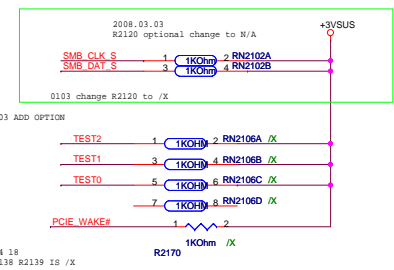 2008.03.03
R2120 optional change to N/A
+3VSUS
SMB_CLK_S 1 1KOhm 2 RN2102A
SMB_DAT_S 3 1KOhm 4 RN2102B
0103 change R2120 to /X
03 ADD OPTION
TEST2 1 1KOHM 2 RN2106A /X
TEST1 3 1KOHM 4 RN2106B /X
TEST0 5 1KOHM 6 RN2106C /X
7 1KOHM 8 RN2106D /X
PCIE_WAKE# 1 2
1KOhm /X
R2170
4 18
138 R2139 IS /X